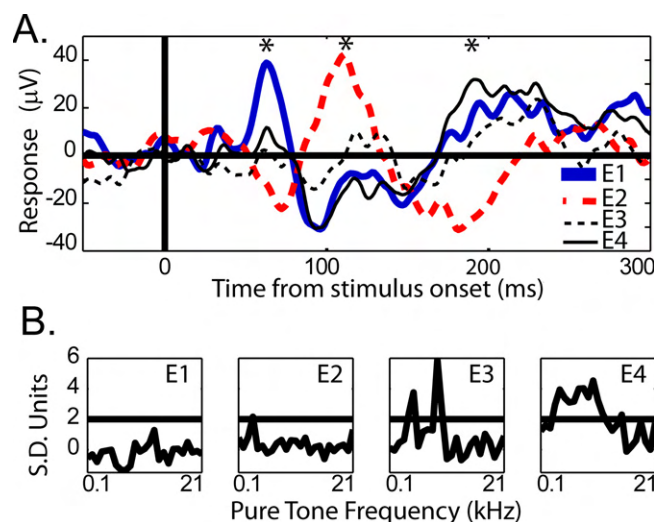 A.
* * *
40
20
0
-20
-40
Response (μV)
E1
E2
E3
E4
0 100 200 300
Time from stimulus onset (ms)
B.
6
4
2
0
S.D. Units
E1 E2 E3 E4
0.1 21 0.1 21 0.1 21 0.1 21
Pure Tone Frequency (kHz)